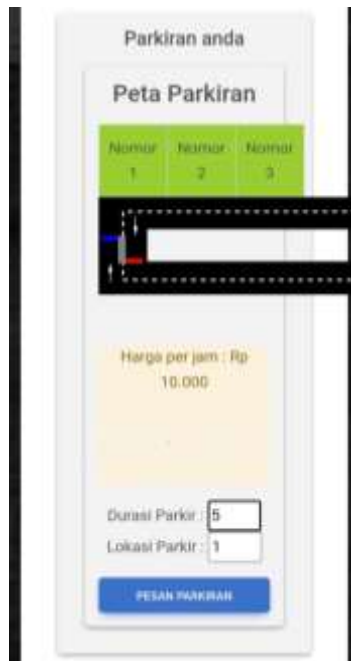 Parkiran anda
Peta Parkiran
Nomor Nomor Nomor
1 2 3
Harga per jam : Rp
10.000
Durasi Parkir : 5
Lokasi Parkir : 1
PESAN PARKIRAN